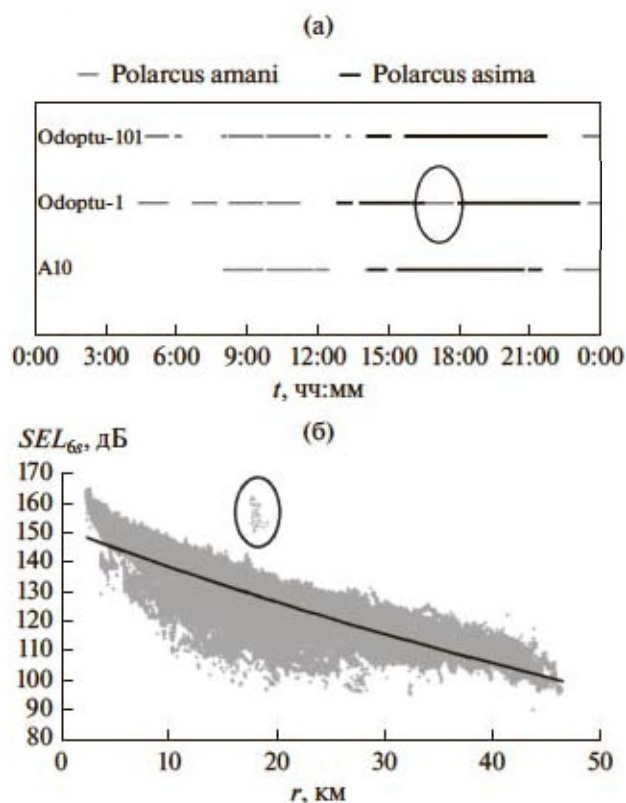 (а)
— Polarcus amani — Polarcus asima
Odoptu-101
Odoptu-1
A10
0:00 3:00 6:00 9:00 12:00 15:00 18:00 21:00 0:00
t, чч:мм
SEL6s, дБ (б)
170
160
150
140
130
120
110
100
90
80
0 10 20 30 40 50
r, км